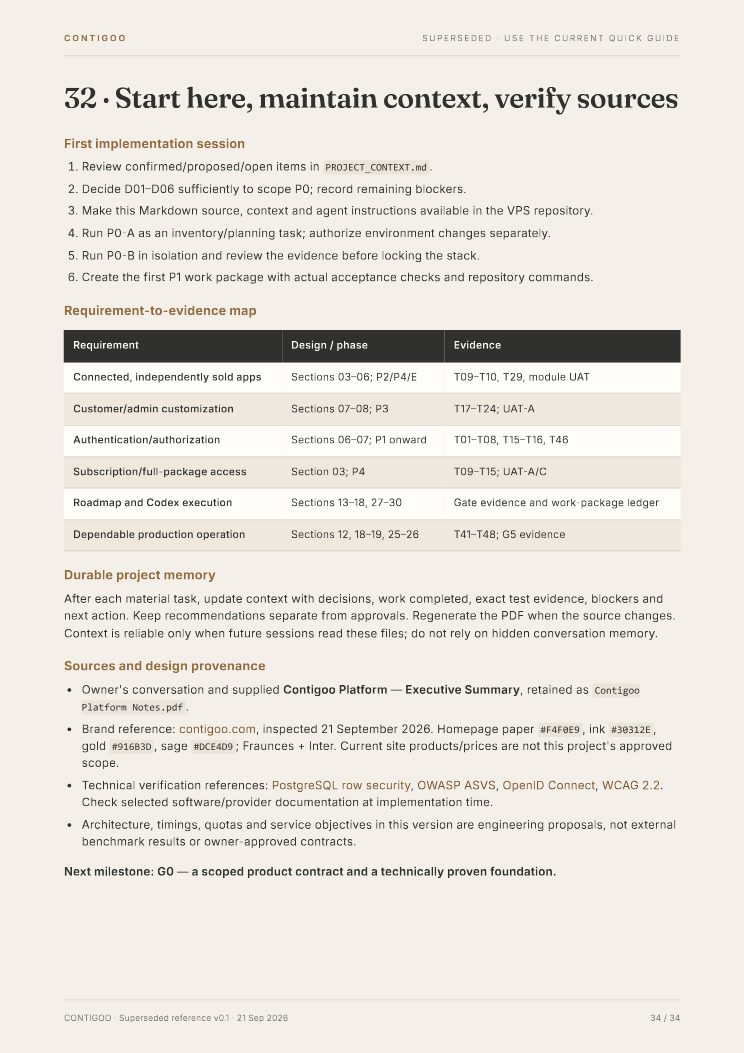 CONTIGOO
SUPERSEDED · USE THE CURRENT QUICK GUIDE
32 · Start here, maintain context, verify sources
First implementation session
1. Review confirmed/proposed/open items in PROJECT_CONTEXT.md.
2. Decide D01–D06 sufficiently to scope P0; record remaining blockers.
3. Make this Markdown source, context and agent instructions available in the VPS repository.
4. Run P0-A as an inventory/planning task; authorize environment changes separately.
5. Run P0-B in isolation and review the evidence before locking the stack.
6. Create the first P1 work package with actual acceptance checks and repository commands.
Requirement-to-evidence map
Requirement Design / phase Evidence
Connected, independently sold apps Sections 03–06; P2/P4/E T09–T10, T29, module UAT
Customer/admin customization Sections 07–08; P3 T17–T24; UAT-A
Authentication/authorization Sections 06–07; P1 onward T01–T08, T15–T16, T46
Subscription/full-package access Section 03; P4 T09–T15; UAT-A/C
Roadmap and Codex execution Sections 13–18, 27–30 Gate evidence and work-package ledger
Dependable production operation Sections 12, 18–19, 25–26 T41–T48; G5 evidence
Durable project memory
After each material task, update context with decisions, work completed, exact test evidence, blockers and
next action. Keep recommendations separate from approvals. Regenerate the PDF when the source changes.
Context is reliable only when future sessions read these files; do not rely on hidden conversation memory.
Sources and design provenance
• Owner's conversation and supplied Contigoo Platform — Executive Summary, retained as Contigoo
Platform Notes.pdf.
• Brand reference: contigoo.com, inspected 21 September 2026. Homepage paper #F4F0E9, ink #30312E,
gold #916B3D, sage #DCE4D9; Fraunces + Inter. Current site products/prices are not this project's approved
scope.
• Technical verification references: PostgreSQL row security, OWASP ASVS, OpenID Connect, WCAG 2.2.
Check selected software/provider documentation at implementation time.
• Architecture, timings, quotas and service objectives in this version are engineering proposals, not external
benchmark results or owner-approved contracts.
Next milestone: G0 — a scoped product contract and a technically proven foundation.
CONTIGOO · Superseded reference v0.1 · 21 Sep 2026
34 / 34